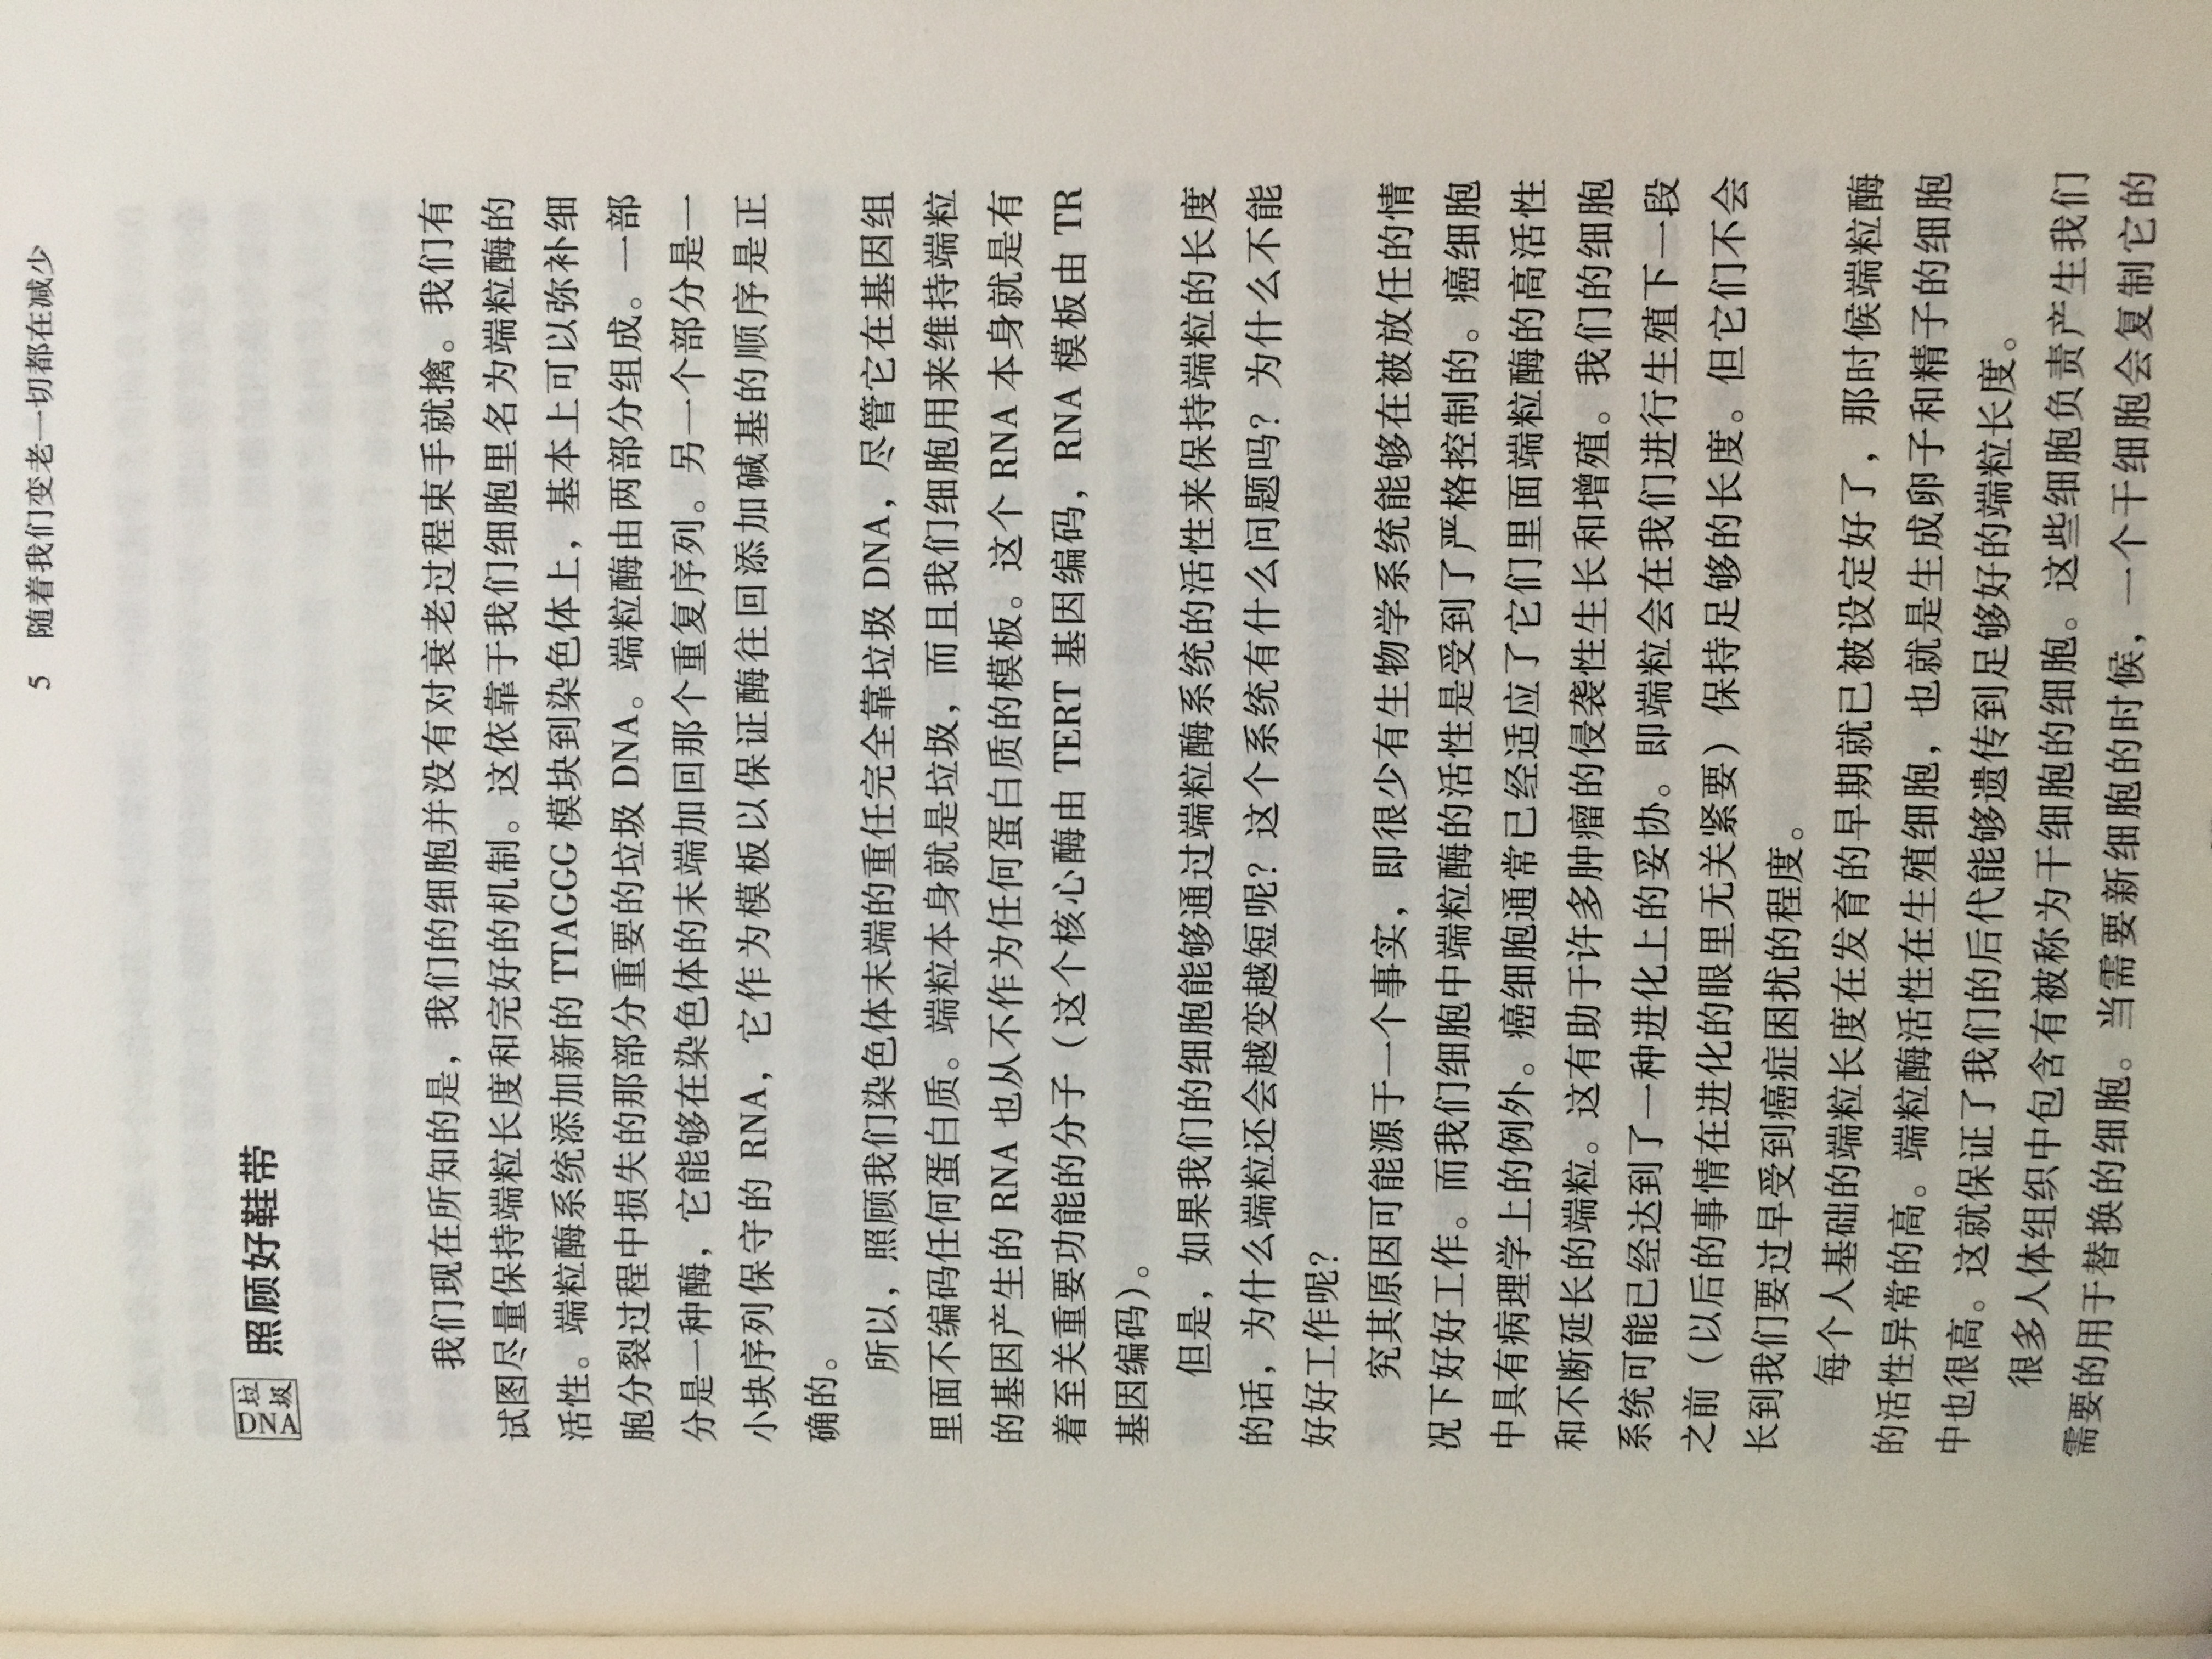 5 随着我们变老一切都在减少
垃圾
DNA
照顾好鞋带
我们现在所知的是，我们的细胞并没有对衰老过程束手就擒。我们有
试图尽量保持端粒长度和完好的机制。这依靠于我们细胞里名为端粒酶的
活性。端粒酶系统添加新的 TTAGGG 模块到染色体上，基本上可以弥补细
胞分裂过程中损失的那部分重要的垃圾 DNA。端粒酶由两部分组成。一部
分是一种酶，它能够在染色体的末端加回那个重复序列。另一个部分是一
小块序列保守的 RNA，它作为模板以保证酶往回添加碱基的顺序是正
确的。
所以，照顾我们染色体末端的重任完全靠垃圾 DNA，尽管它在基因组
里面不编码任何蛋白质。端粒本身就是垃圾，而且我们细胞用来维持端粒
的基因产生的 RNA 也从不作为任何蛋白质的模板。这个 RNA 本身就是有
着至关重要功能的分子（这个核心酶由 TERT 基因编码，RNA 模板由 TR
基因编码）。
但是，如果我们的细胞能够通过端粒酶系统的活性来保持端粒的长度
的话，为什么端粒还会越变越短呢？这个系统有什么问题吗？为什么不能
好好工作呢？
究其原因可能源于一个事实，即很少有生物学系统能够在被放任的情
况下好好工作。而我们细胞中端粒酶的活性是受到了严格控制的。癌细胞
中具有病理学上的例外。癌细胞通常已经适应了它们里面端粒酶的高活性
和不断延长的端粒。这有助于许多肿瘤的侵袭性生长和增殖。我们的细胞
系统可能已经达到了一种进化上的妥协。即端粒会在我们进行生殖下一段
之前（以后的事情在进化的眼里无关紧要）保持足够的长度。但它们不会
长到我们要过早受到癌症困扰的程度。
每个人基础的端粒长度在发育的早期就已被设定好了，那时候端粒酶
的活性异常的高。端粒酶活性在生殖细胞，也就是生成卵子和精子的细胞
中也很高。这就保证了我们的后代能够遗传到足够好的端粒长度。
很多人体组织中包含有被称为干细胞的细胞。这些细胞负责产生我们
需要的用于替换的细胞。当需要新细胞的时候，一个干细胞会复制它的